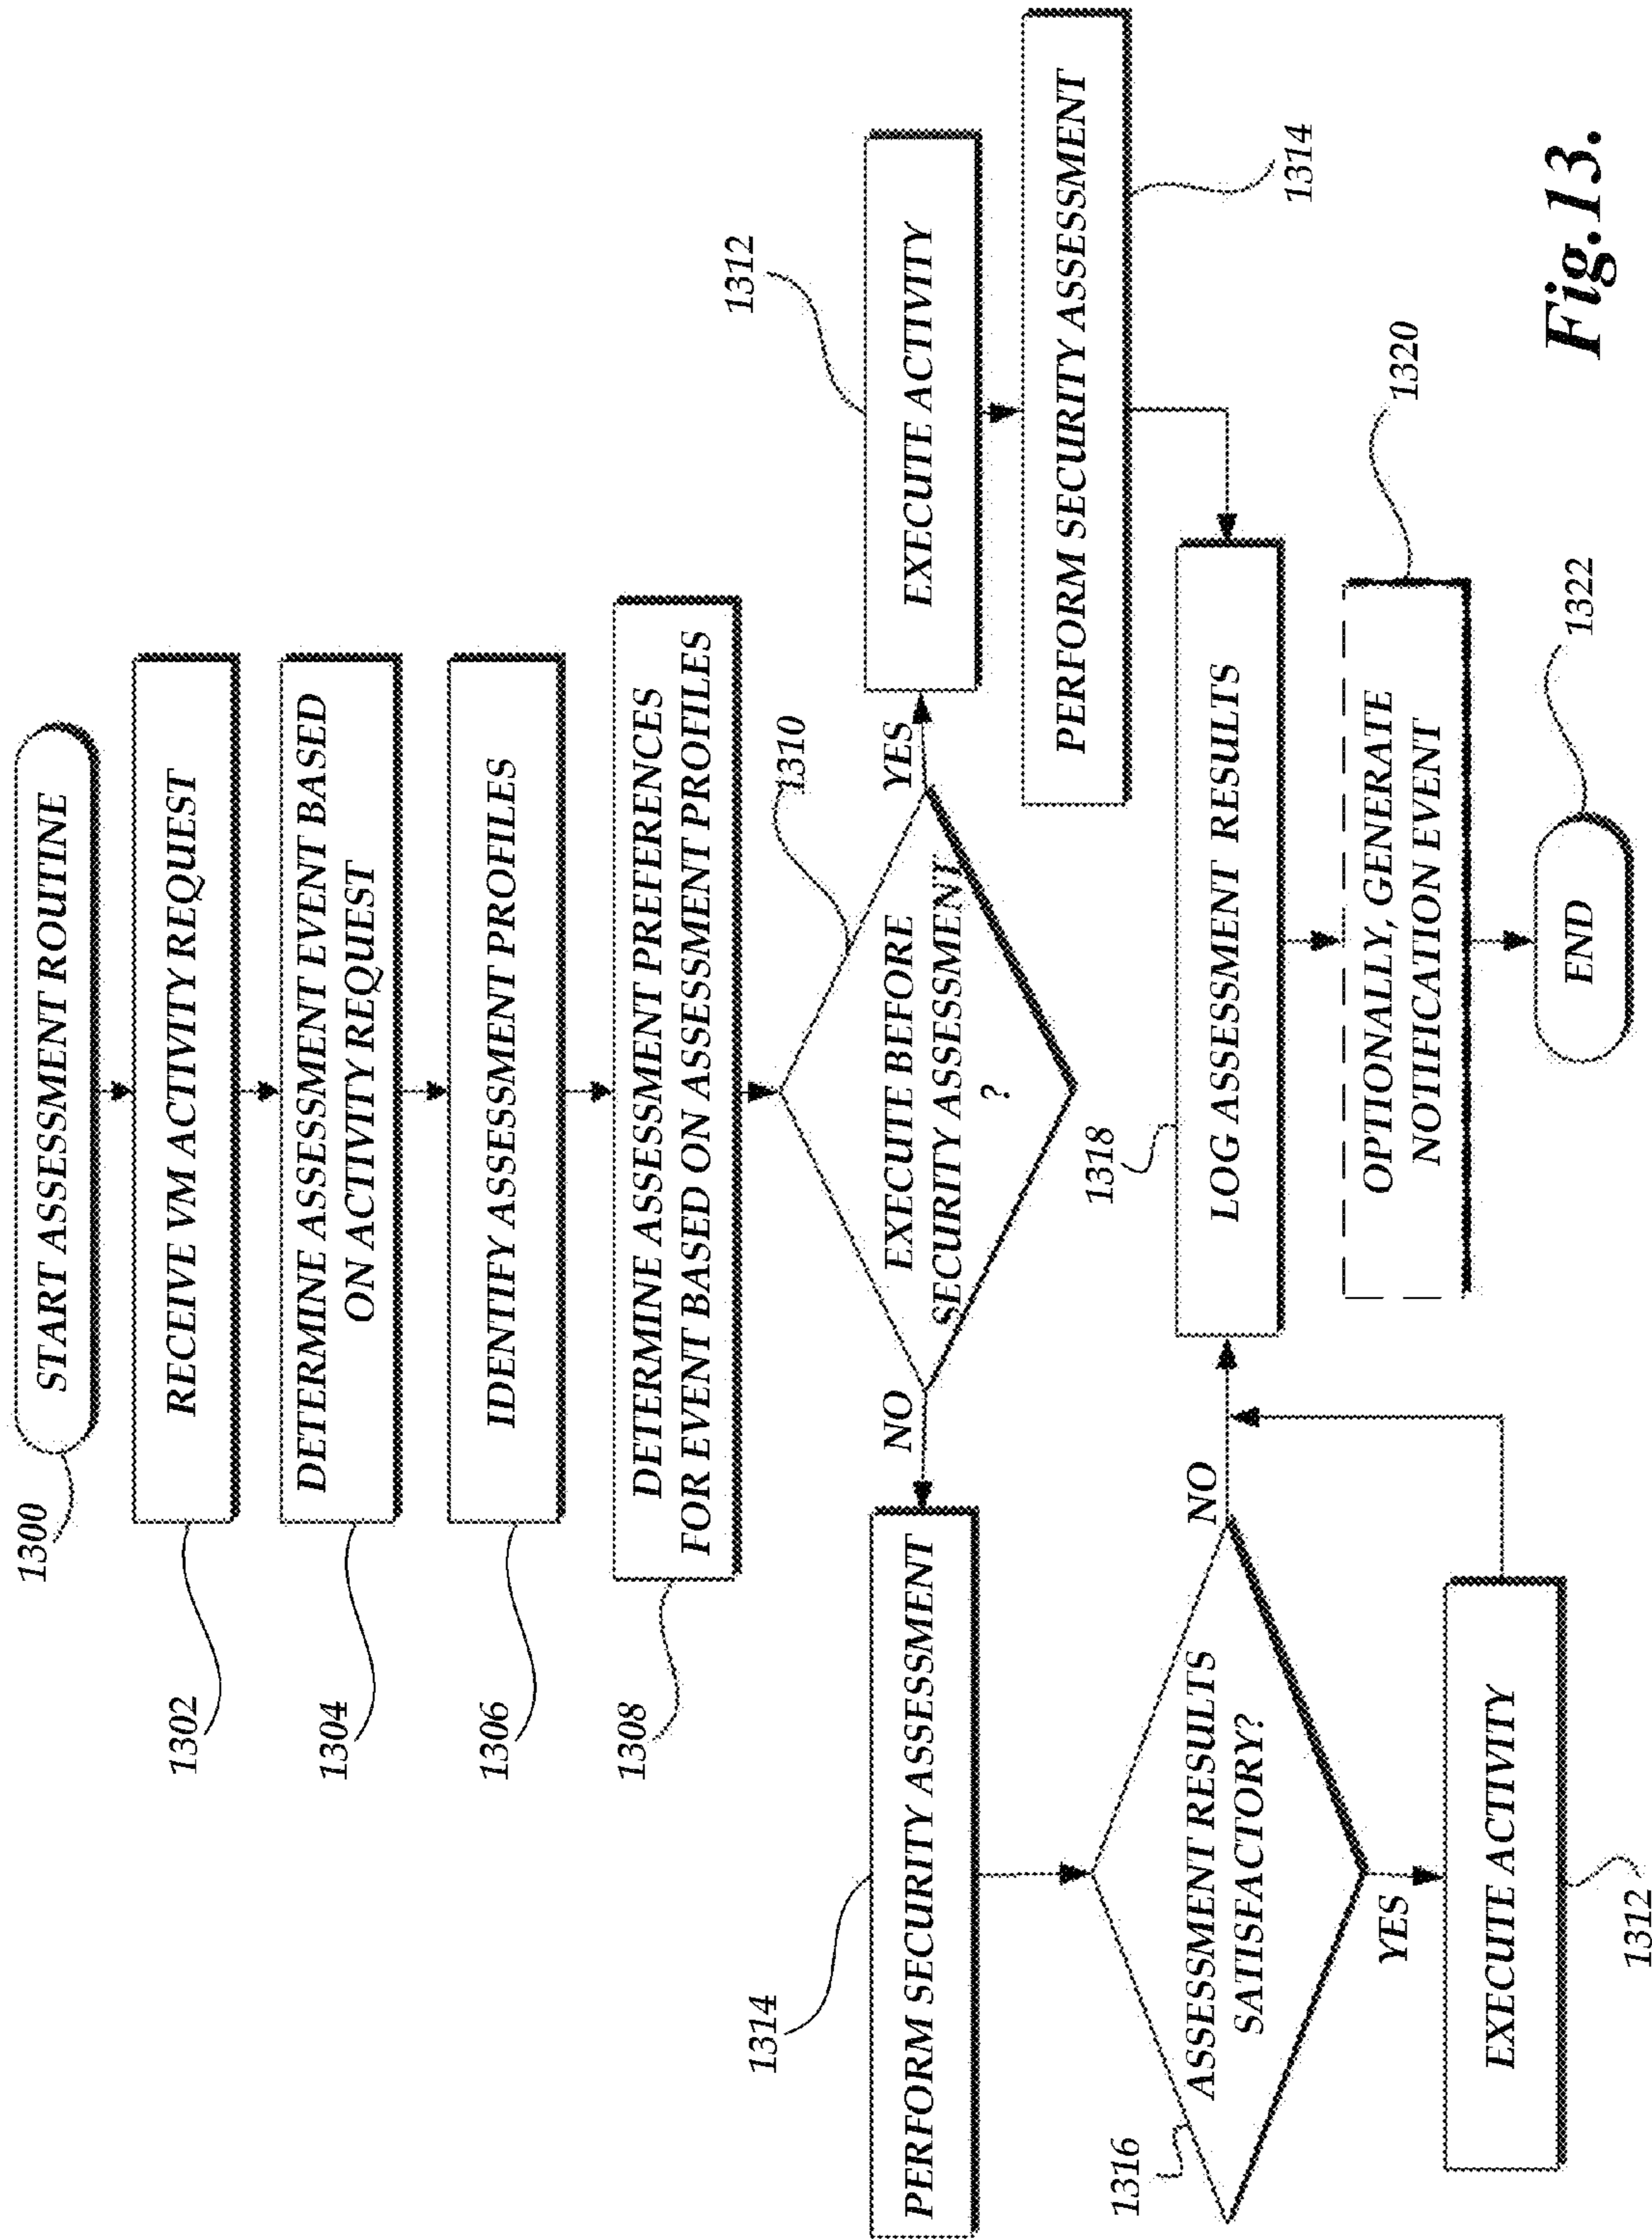 START ASSESSMENT ROUTINE
1300
RECEIVE VM ACTIVITY REQUEST
1302
DETERMINE ASSESSMENT EVENT BASED
ON ACTIVITY REQUEST
1304
IDENTIFY ASSESSMENT PROFILES
1306
DETERMINE ASSESSMENT PREFERENCES
FOR EVENT BASED ON ASSESSMENT PROFILES
1308
EXECUTE BEFORE
SECURITY ASSESSMENT
?
1310
NO
YES
EXECUTE ACTIVITY
1312
PERFORM SECURITY ASSESSMENT
1314
PERFORM SECURITY ASSESSMENT
1314
ASSESSMENT RESULTS
SATISFACTORY?
1316
NO
YES
EXECUTE ACTIVITY
1312
LOG ASSESSMENT RESULTS
1318
OPTIONALLY, GENERATE
NOTIFICATION EVENT
1320
END
1322
Fig.13.